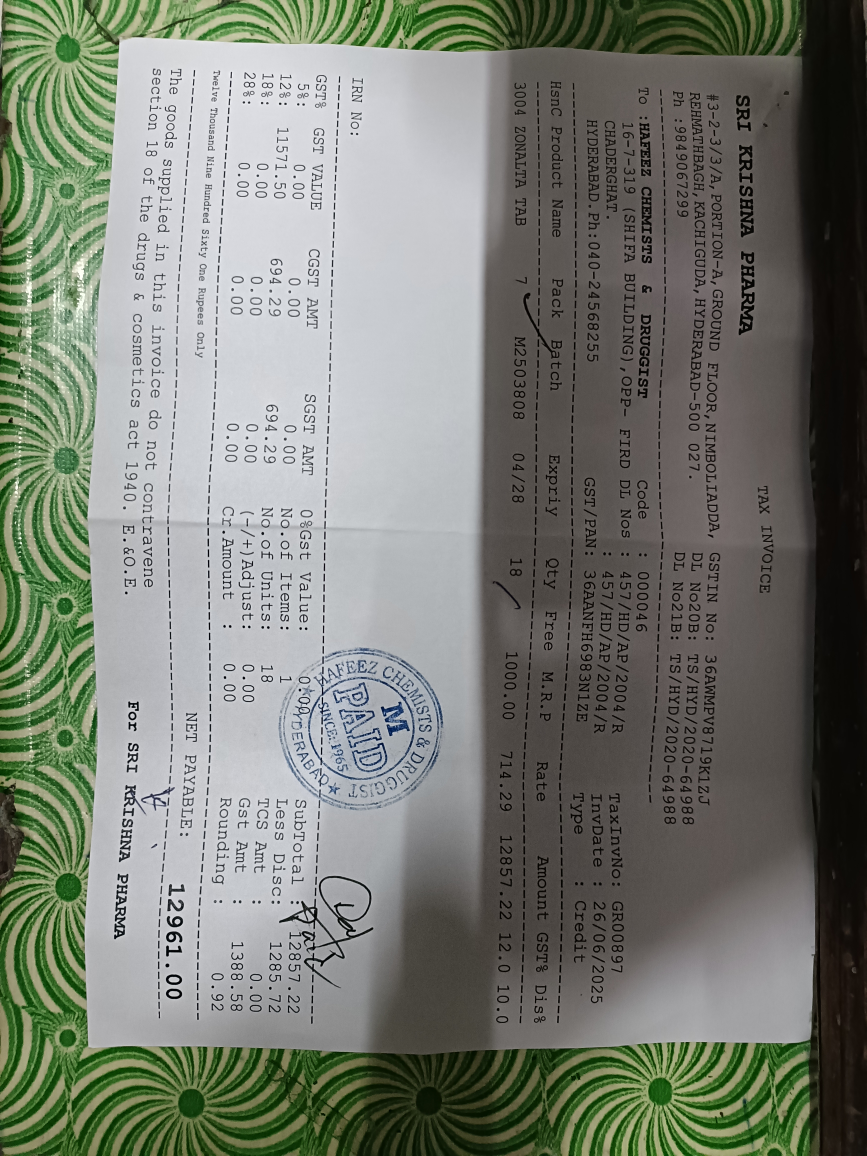 TAX INVOICE
SRI KRISHNA PHARMA
#3-2-3/3/A,PORTION-A,GROUND FLOOR,NIMBOLIADDA, GSTIN No: 36AWMPV8719K1ZJ
REHMATHBAGH,KACHIGUDA,HYDERABAD-500 027. DL No20B: TS/HYD/2020-64988
Ph :9849067299 DL No21B: TS/HYD/2020-64988
To :HAFEEZ CHEMISTS & DRUGGIST Code : 000046 TaxInvNo: GR00897
16-7-319 (SHIFA BUILDING),OPP- FIRD DL Nos : 457/HD/AP/2004/R InvDate : 26/06/2025
CHADERGHAT. : 457/HD/AP/2004/R Type : Credit
HYDERABAD.Ph:040-24568255 GST/PAN: 36AANFH6983N1ZE
HsnC Product Name Pack Batch Expriy Qty Free M.R.P Rate Amount GST% Dis%
3004 ZONALTA TAB 7 M2503808 04/28 18 1000.00 714.29 12857.22 12.0 10.0
IRN No:
GST% GST VALUE CGST AMT SGST AMT 0%Gst Value: 0.00 SubTotal : 12857.22
5%: 0.00 0.00 0.00 No.of Items: 1 Less Disc: 1285.72
12%: 11571.50 694.29 694.29 No.of Units: 18 TCS Amt : 0.00
18%: 0.00 0.00 0.00 (-/+)Adjust: 0.00 Gst Amt : 1388.58
28%: 0.00 0.00 0.00 Cr.Amount : 0.00 Rounding : 0.92
Twelve Thousand Nine Hundred Sixty One Rupees Only
NET PAYABLE: 12961.00
The goods supplied in this invoice do not contravene
section 18 of the drugs & cosmetics act 1940. E.&O.E.
For SRI KRISHNA PHARMA
HAFEEZ CHEMISTS & DRUGGIST
M
PAID
SINCE:1965
HYDERABAD